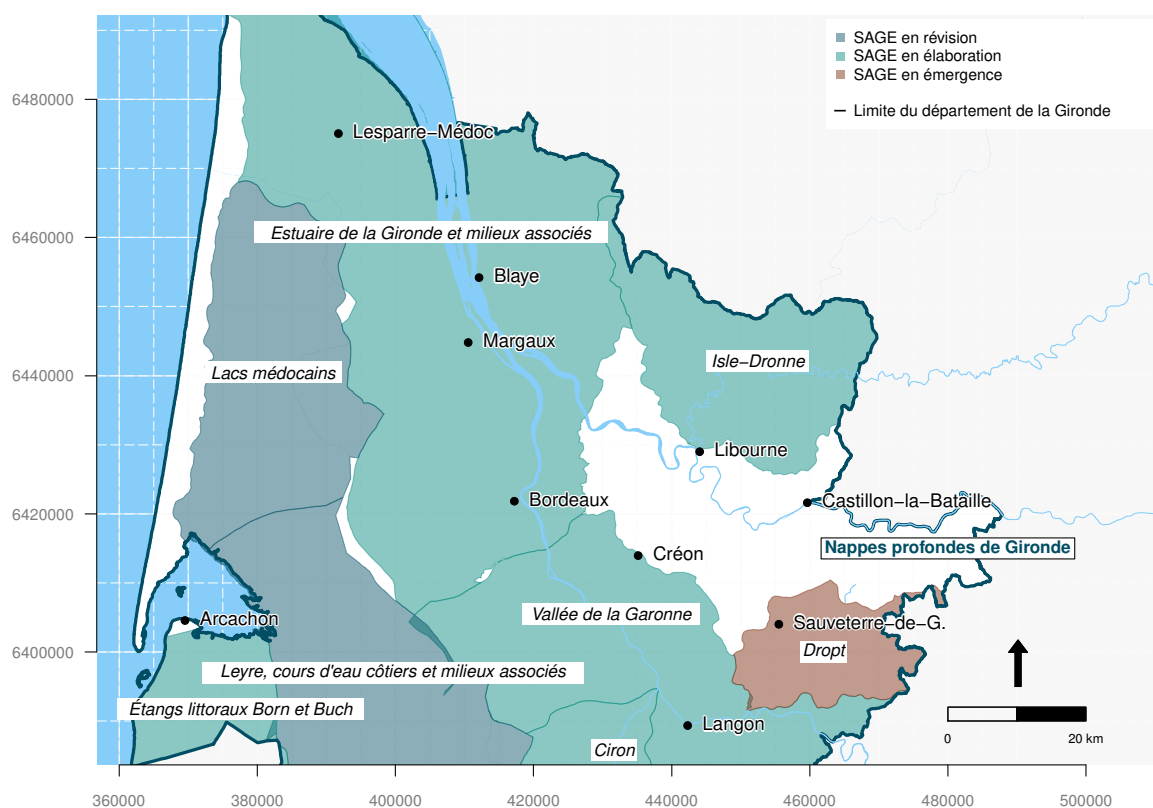 SAGE en révision
SAGE en élaboration
SAGE en émergence
Limite du département de la Gironde
6480000
6460000
6440000
6420000
6400000
Lesparre−Médoc
Estuaire de la Gironde et milieux associés
Blaye
Margaux
Isle−Dronne
Lacs médocains
Libourne
Bordeaux
Castillon−la−Bataille
Nappes profondes de Gironde
Créon
Vallée de la Garonne
Arcachon
Sauveterre−de−G.
Dropt
Leyre, cours d'eau côtiers et milieux associés
Étangs littoraux Born et Buch
Langon
Ciron
0
20 km
360000
380000
400000
420000
440000
460000
480000
500000